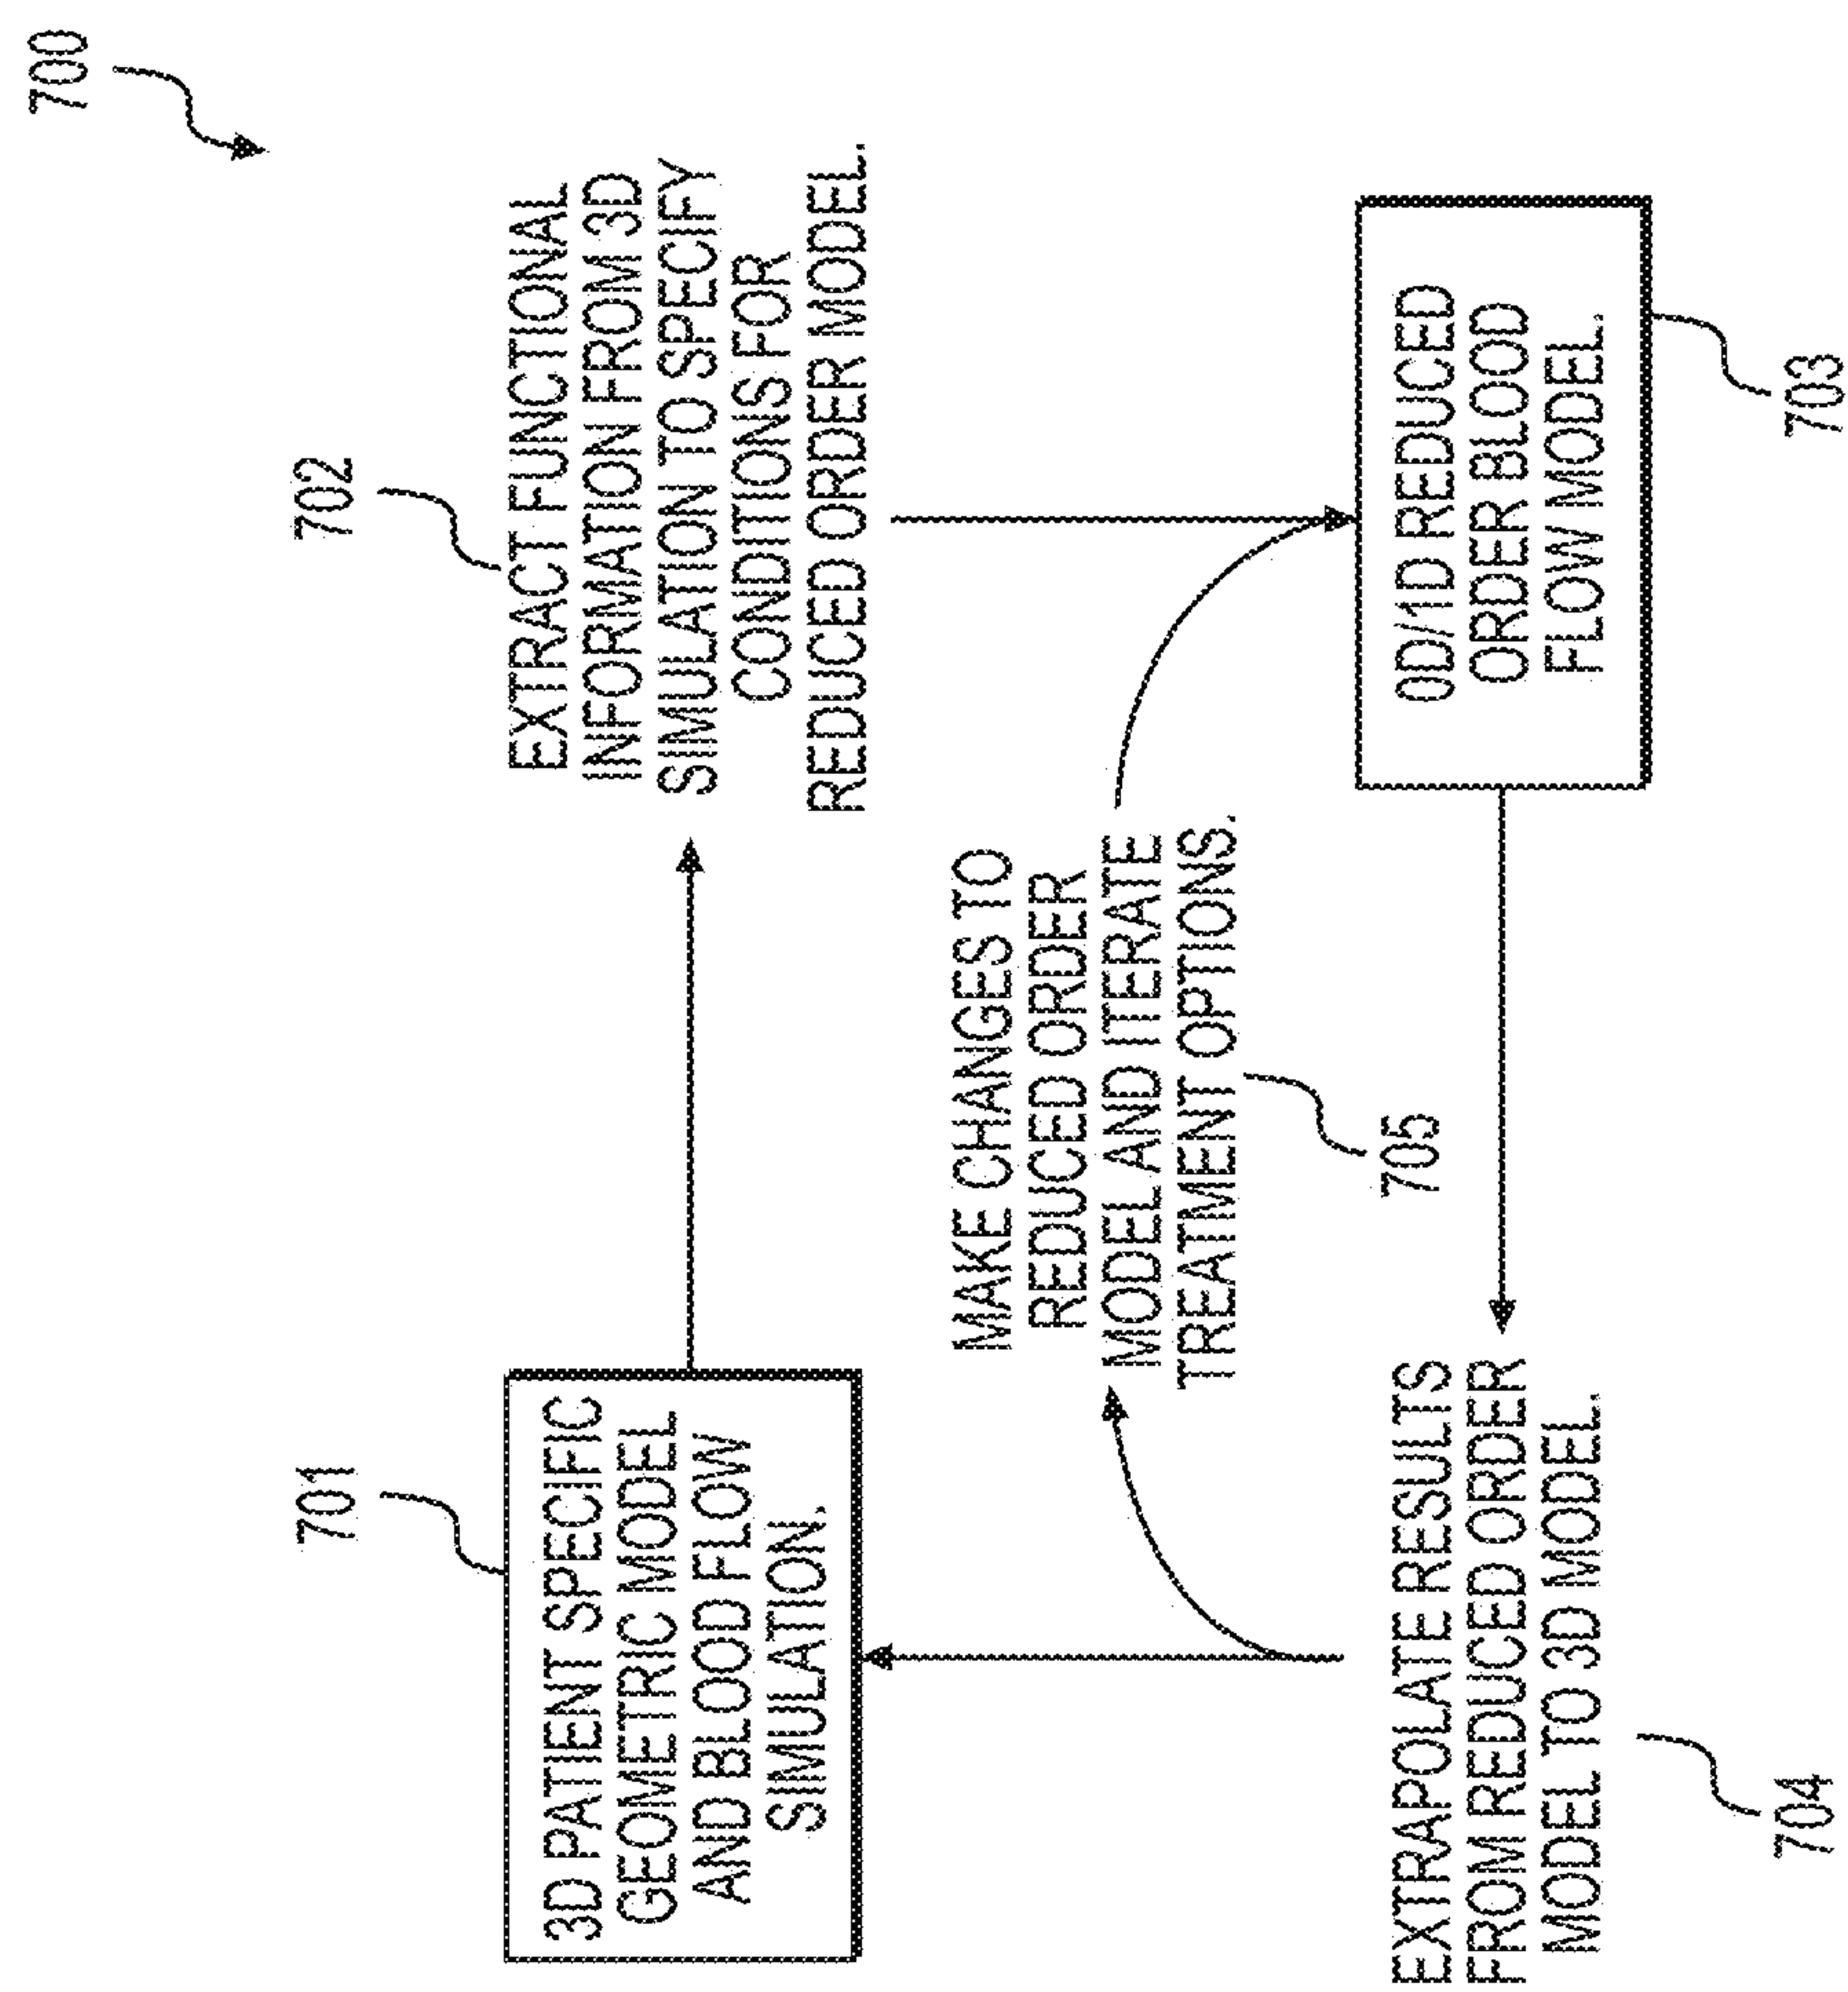 700
701
3D PATIENT SPECIFIC
GEOMETRIC MODEL
AND BLOOD FLOW
SIMULATION.
702
EXTRACT FUNCTIONAL
INFORMATION FROM 3D
SIMULATION TO SPECIFY
CONDITIONS FOR
REDUCED ORDER MODEL.
MAKE CHANGES TO
REDUCED ORDER
MODEL AND ITERATE
TREATMENT OPTIONS.
705
EXTRAPOLATE RESULTS
FROM REDUCED ORDER
MODEL TO 3D MODEL.
704
0D/1D REDUCED
ORDER BLOOD
FLOW MODEL.
703